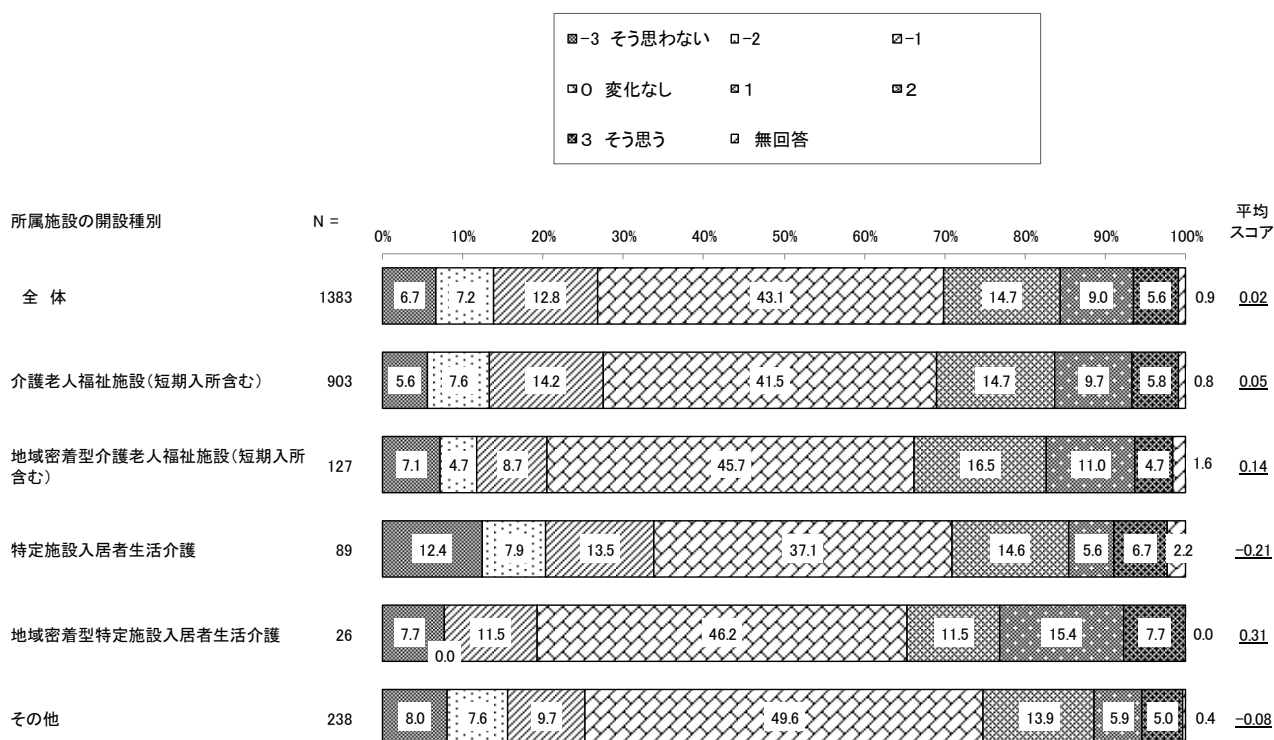 -3 そう思わない -2 -1
0 変化なし 1 2
3 そう思う 無回答
所属施設の開設種別 N = 平均
スコア
0% 10% 20% 30% 40% 50% 60% 70% 80% 90% 100%
全 体 1383 6.7 7.2 12.8 43.1 14.7 9.0 5.6 0.9 0.02
介護老人福祉施設(短期入所含む) 903 5.6 7.6 14.2 41.5 14.7 9.7 5.8 0.8 0.05
地域密着型介護老人福祉施設(短期入所
含む) 127 7.1 4.7 8.7 45.7 16.5 11.0 4.7 1.6 0.14
特定施設入居者生活介護 89 12.4 7.9 13.5 37.1 14.6 5.6 6.7 2.2 -0.21
地域密着型特定施設入居者生活介護 26 7.7 0.0 11.5 46.2 11.5 15.4 7.7 0.0 0.31
その他 238 8.0 7.6 9.7 49.6 13.9 5.9 5.0 0.4 -0.08